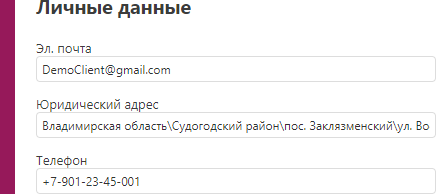 Личные данные
Эл. почта
DemoClient@gmail.com
Юридический адрес
Владимирская область\Судогодский район\пос. Заклязменский\ул. Во
Телефон
+7-901-23-45-001